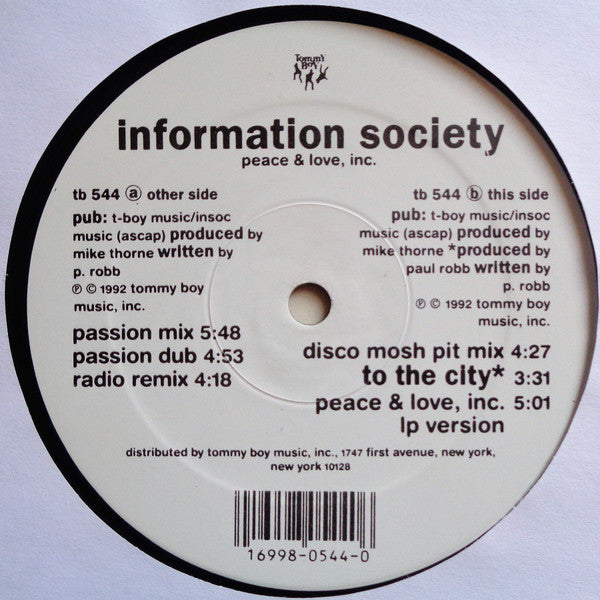 Tommy
Boy
information society
peace & love, inc.
tb 544 ⓐ other side
pub: t-boy music/insoc
music (ascap) produced by
mike thorne written by
p. robb
℗ © 1992 tommy boy
music, inc.
passion mix 5:48
passion dub 4:53
radio remix 4:18
tb 544 ⓑ this side
pub: t-boy music/insoc
music (ascap) produced by
mike thorne *produced by
paul robb written by
p. robb
℗ © 1992 tommy boy
music, inc.
disco mosh pit mix 4:27
to the city* 3:31
peace & love, inc. 5:01
lp version
distributed by tommy boy music, inc., 1747 first avenue, new york,
new york 10128
16998-0544-0